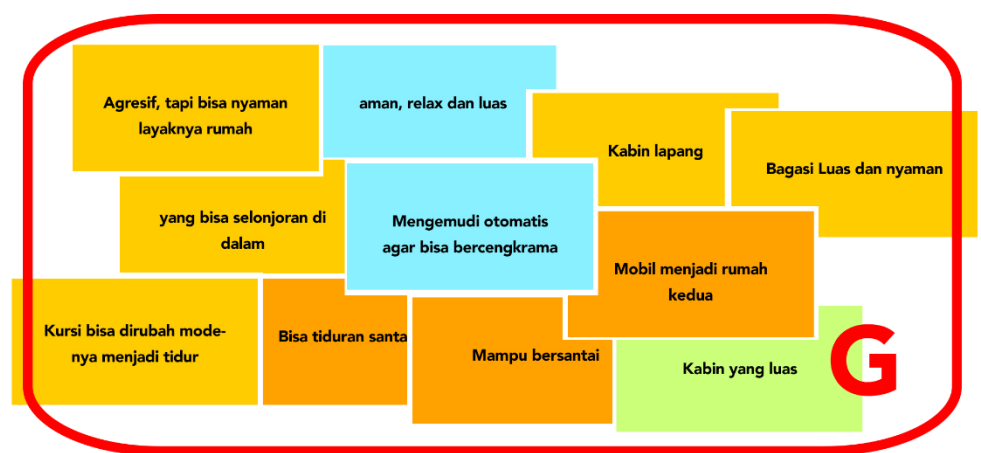 Agresif, tapi bisa nyaman
layaknya rumah
aman, relax dan luas
Kabin lapang
Bagasi Luas dan nyaman
yang bisa selonjoran di
dalam
Mengemudi otomatis
agar bisa bercengkrama
Mobil menjadi rumah
kedua
Kursi bisa dirubah mode-
nya menjadi tidur
Bisa tiduran santa
Mampu bersantai
Kabin yang luas
G